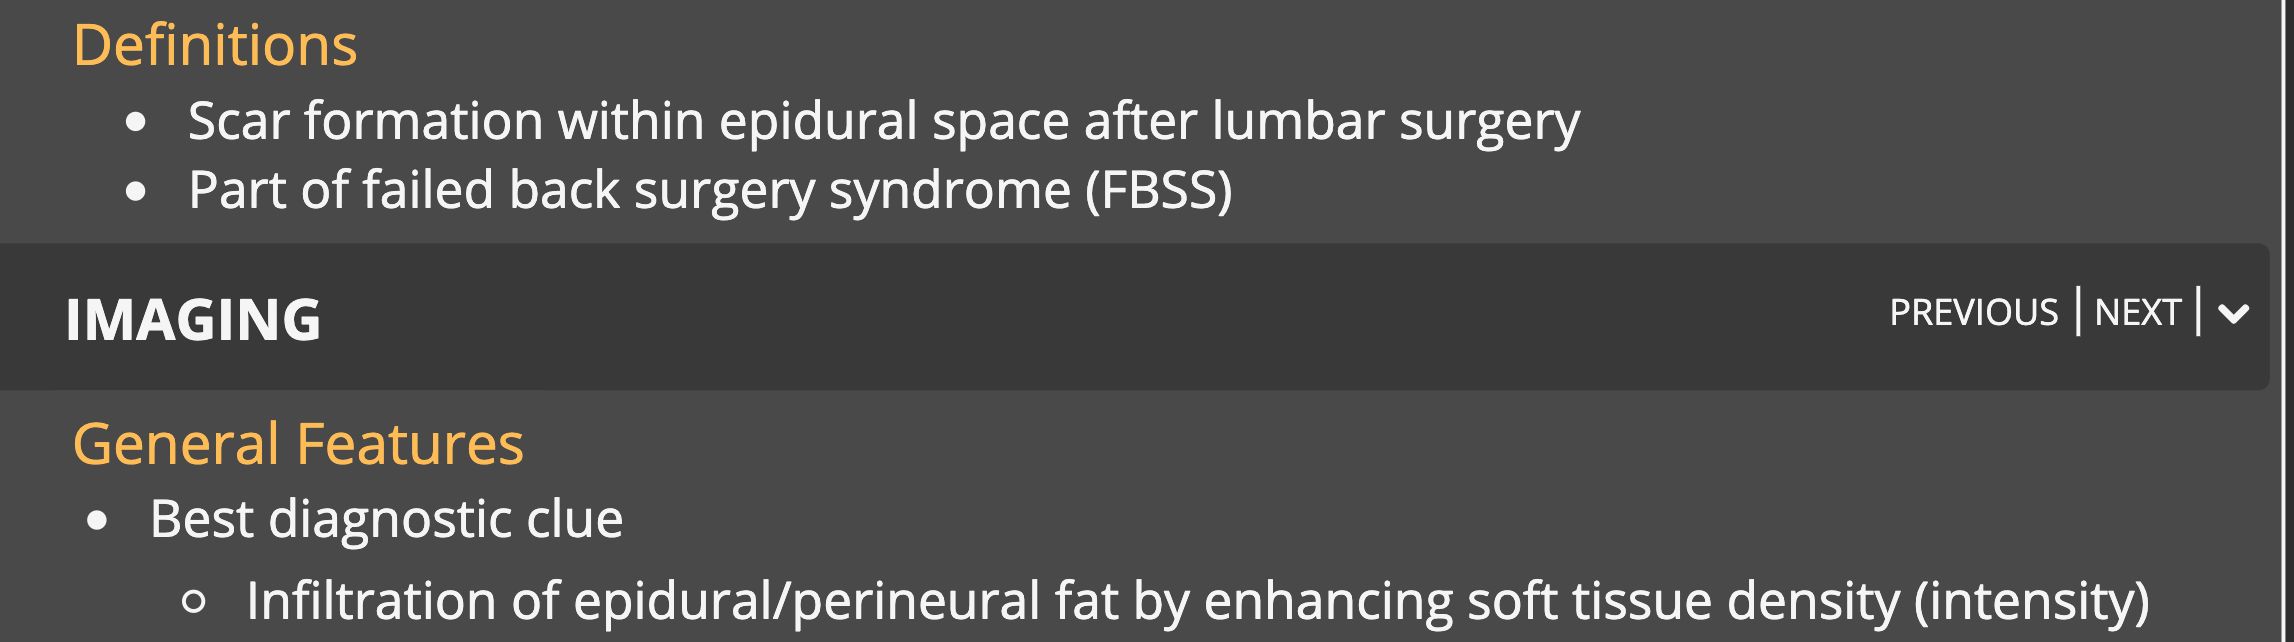 Definitions
• Scar formation within epidural space after lumbar surgery
• Part of failed back surgery syndrome (FBSS)
IMAGING
PREVIOUS | NEXT |
General Features
• Best diagnostic clue
○ Infiltration of epidural/perineural fat by enhancing soft tissue density (intensity)